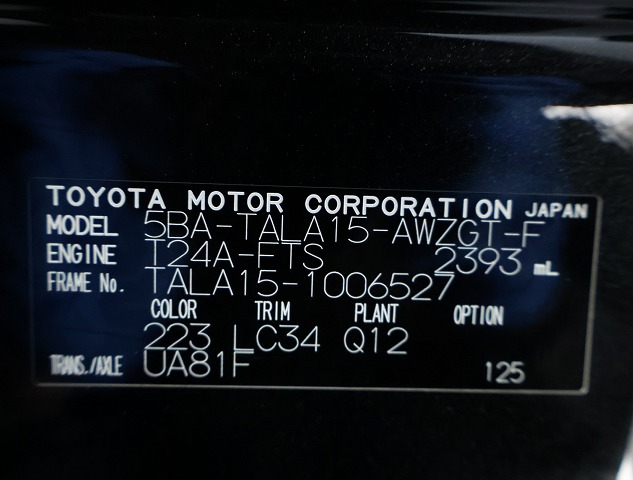 TOYOTA MOTOR CORPORATION JAPAN
MODEL 5BA-TALA15-AWZGT-F
ENGINE T24A-FTS 2393 mL
FRAME No. TALA15-1006527
COLOR TRIM PLANT OPTION
223 LC34 Q12
TRANS./AXLE UA81F 125